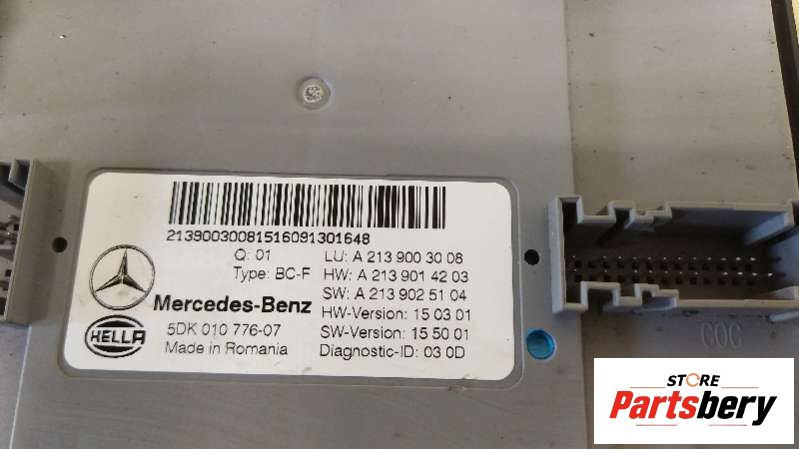 2139003008151609130 1648
Q: 01
Type: BC-F
LU: A 213 900 30 08
HW: A 213 901 42 03
SW: A 213 902 51 04
HW-Version: 15 03 01
SW-Version: 15 50 01
Diagnostic-ID: 03 0D
Mercedes-Benz
5DK 010 776-07
Made in Romania
HELLA
COC
STORE
Partsbery